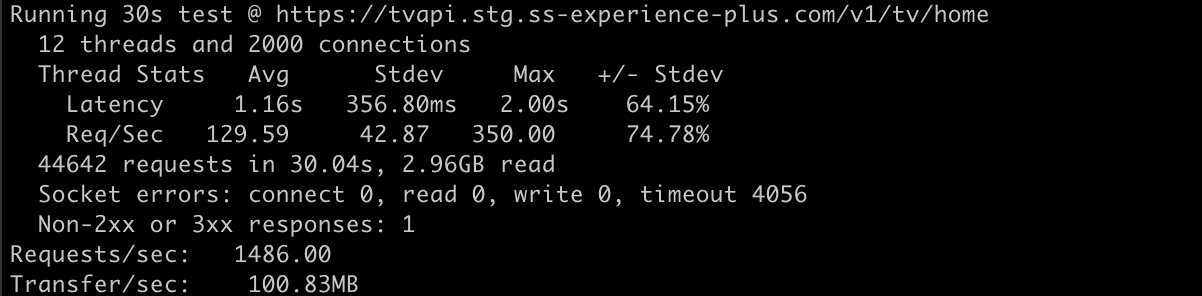 Running 30s test @ https://tvapi.stg.ss-experience-plus.com/v1/tv/home
12 threads and 2000 connections
Thread Stats Avg Stdev Max +/- Stdev
Latency 1.16s 356.80ms 2.00s 64.15%
Req/Sec 129.59 42.87 350.00 74.78%
44642 requests in 30.04s, 2.96GB read
Socket errors: connect 0, read 0, write 0, timeout 4056
Non-2xx or 3xx responses: 1
Requests/sec: 1486.00
Transfer/sec: 100.83MB